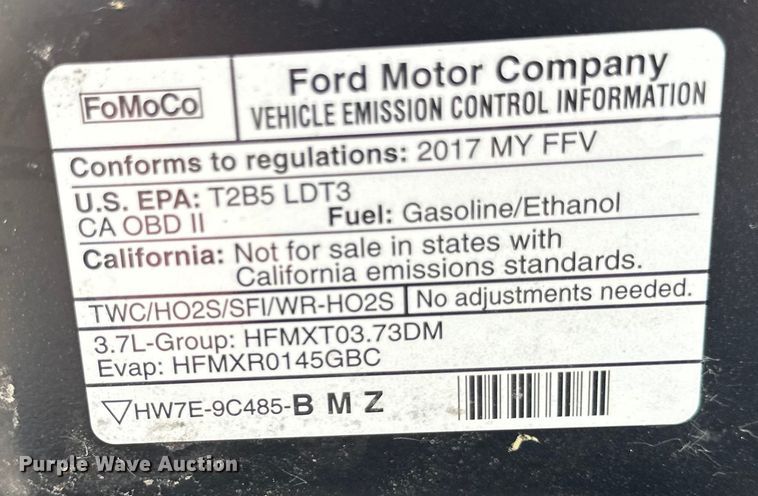 FoMoCo
Ford Motor Company
VEHICLE EMISSION CONTROL INFORMATION
Conforms to regulations: 2017 MY FFV
U.S. EPA: T2B5 LDT3
CA OBD II Fuel: Gasoline/Ethanol
California: Not for sale in states with
California emissions standards.
TWC/HO2S/SFI/WR-HO2S No adjustments needed.
3.7L-Group: HFMXT03.73DM
Evap: HFMXR0145GBC
HW7E-9C485-B M Z
Purple Wave Auction